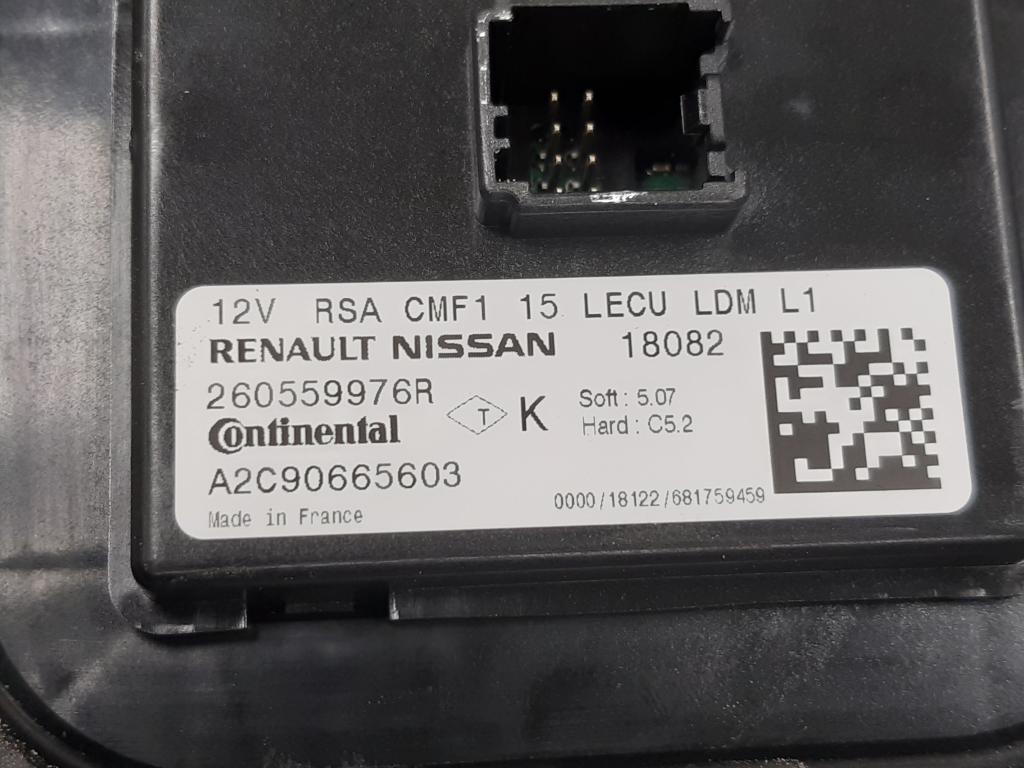 12V RSA CMF1 15 LECU LDM L1
RENAULT NISSAN 18082
260559976R
T K Soft : 5.07
Continental Hard : C5.2
A2C90665603
0000/18122/681759459
Made in France